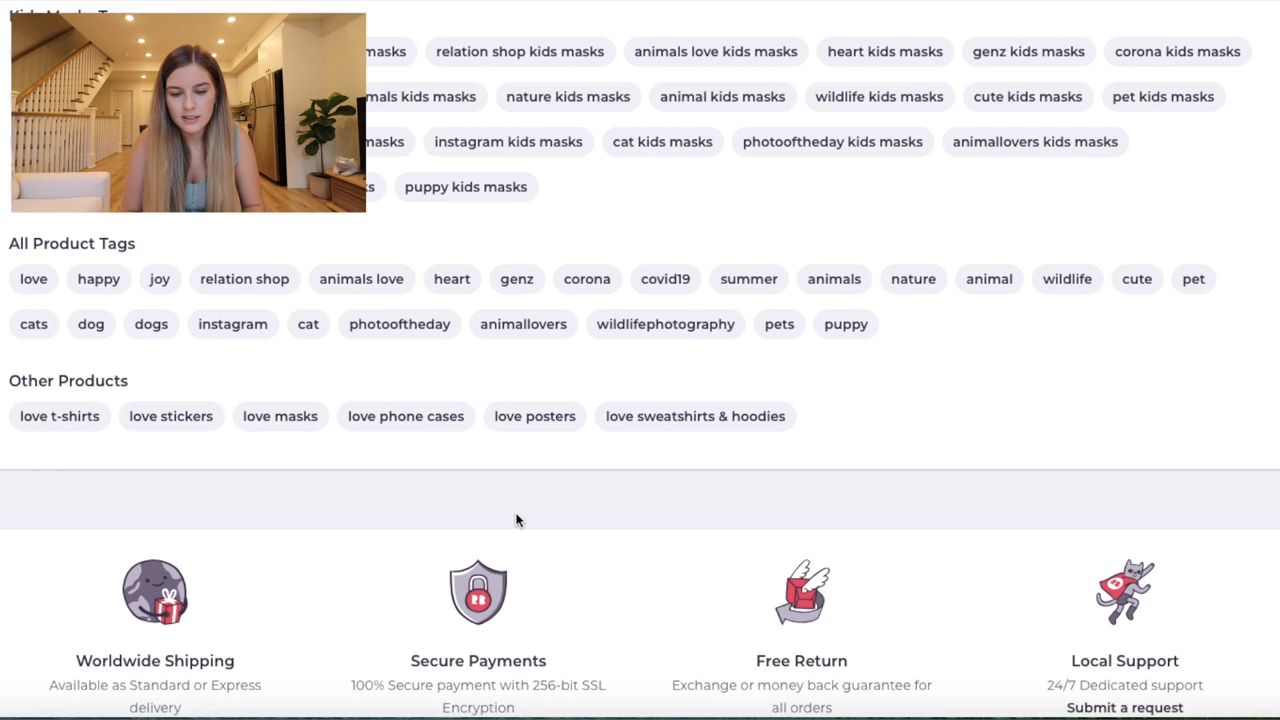 masks relation shop kids masks animals love kids masks heart kids masks genz kids masks corona kids masks
kids masks nature kids masks animal kids masks wildlife kids masks cute kids masks pet kids masks
masks instagram kids masks cat kids masks photooftheday kids masks animallovers kids masks
puppy kids masks
All Product Tags
love happy joy relation shop animals love heart genz corona covid19 summer animals nature animal wildlife cute pet
cats dog dogs instagram cat photooftheday animallovers wildlifephotography pets puppy
Other Products
love t-shirts love stickers love masks love phone cases love posters love sweatshirts & hoodies
RB
Worldwide Shipping Secure Payments Free Return Local Support
Available as Standard or Express 100% Secure payment with 256-bit SSL Exchange or money back guarantee for 24/7 Dedicated support
delivery Encryption all orders Submit a request